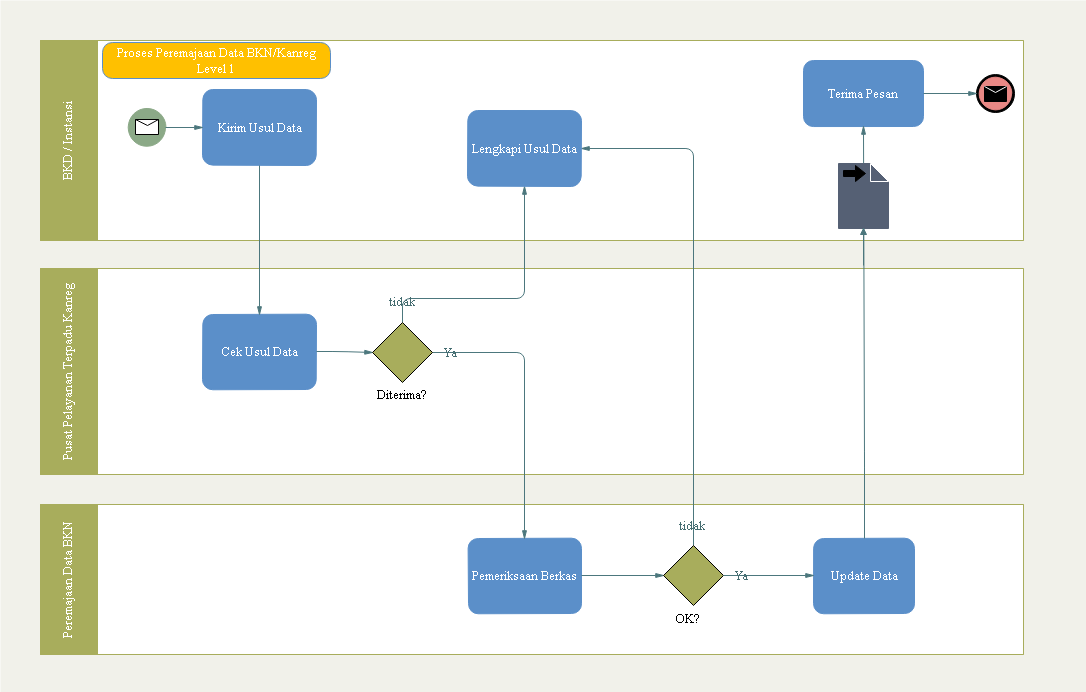 Proses Peremajaan Data BKN/Kanreg
Level 1
BKD / Instansi
Kirim Usul Data
Lengkapi Usul Data
Terima Pesan
Pusat Pelayanan Terpadu Kanreg
Cek Usul Data
tidak
Ya
Diterima?
Peremajaan Data BKN
Pemeriksaan Berkas
tidak
Ya
OK?
Update Data